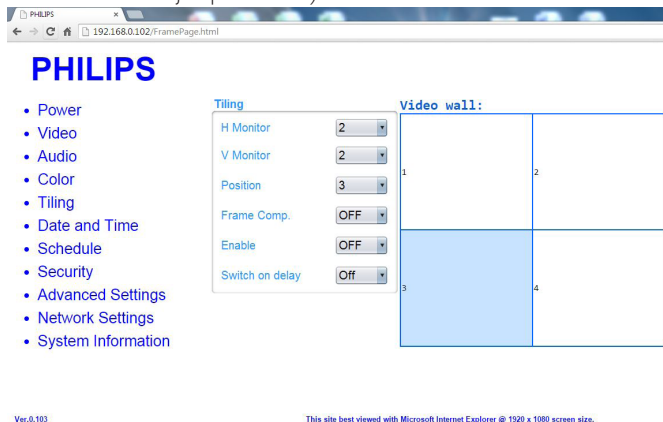 PHILIPS
192.168.0.102/FramePage.html
PHILIPS
• Power
• Video
• Audio
• Color
• Tiling
• Date and Time
• Schedule
• Security
• Advanced Settings
• Network Settings
• System Information
Tiling
H Monitor 2
V Monitor 2
Position 3
Frame Comp. OFF
Enable OFF
Switch on delay Off
Video wall:
1 2
3 4
Ver.0.103 This site best viewed with Microsoft Internet Explorer @ 1920 x 1080 screen size.